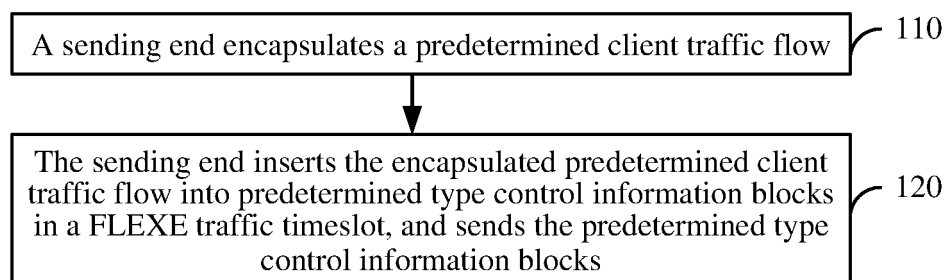 A sending end encapsulates a predetermined client traffic flow
110
The sending end inserts the encapsulated predetermined client
traffic flow into predetermined type control information blocks
in a FLEXE traffic timeslot, and sends the predetermined type
control information blocks
120